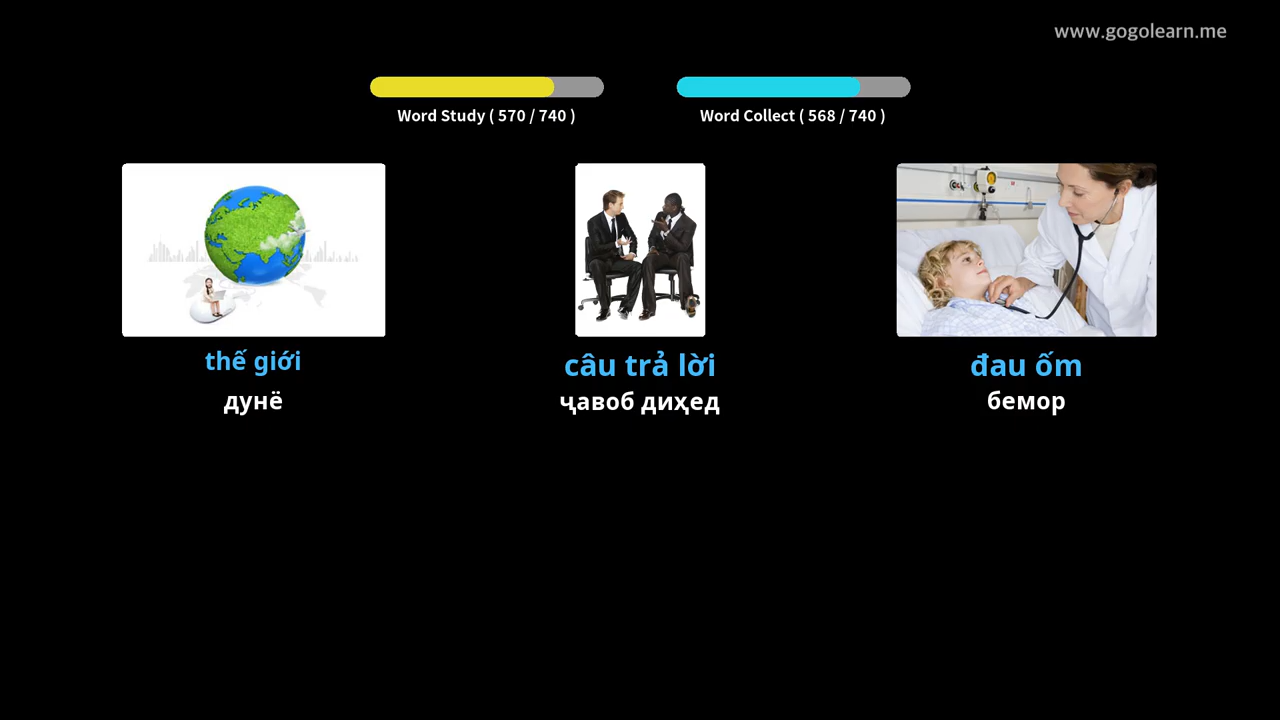 www.gogolearn.me
Word Study ( 570 / 740 )
Word Collect ( 568 / 740 )
thế giới
câu trả lời
đau ốm
дунё
ҷавоб диҳед
бемор